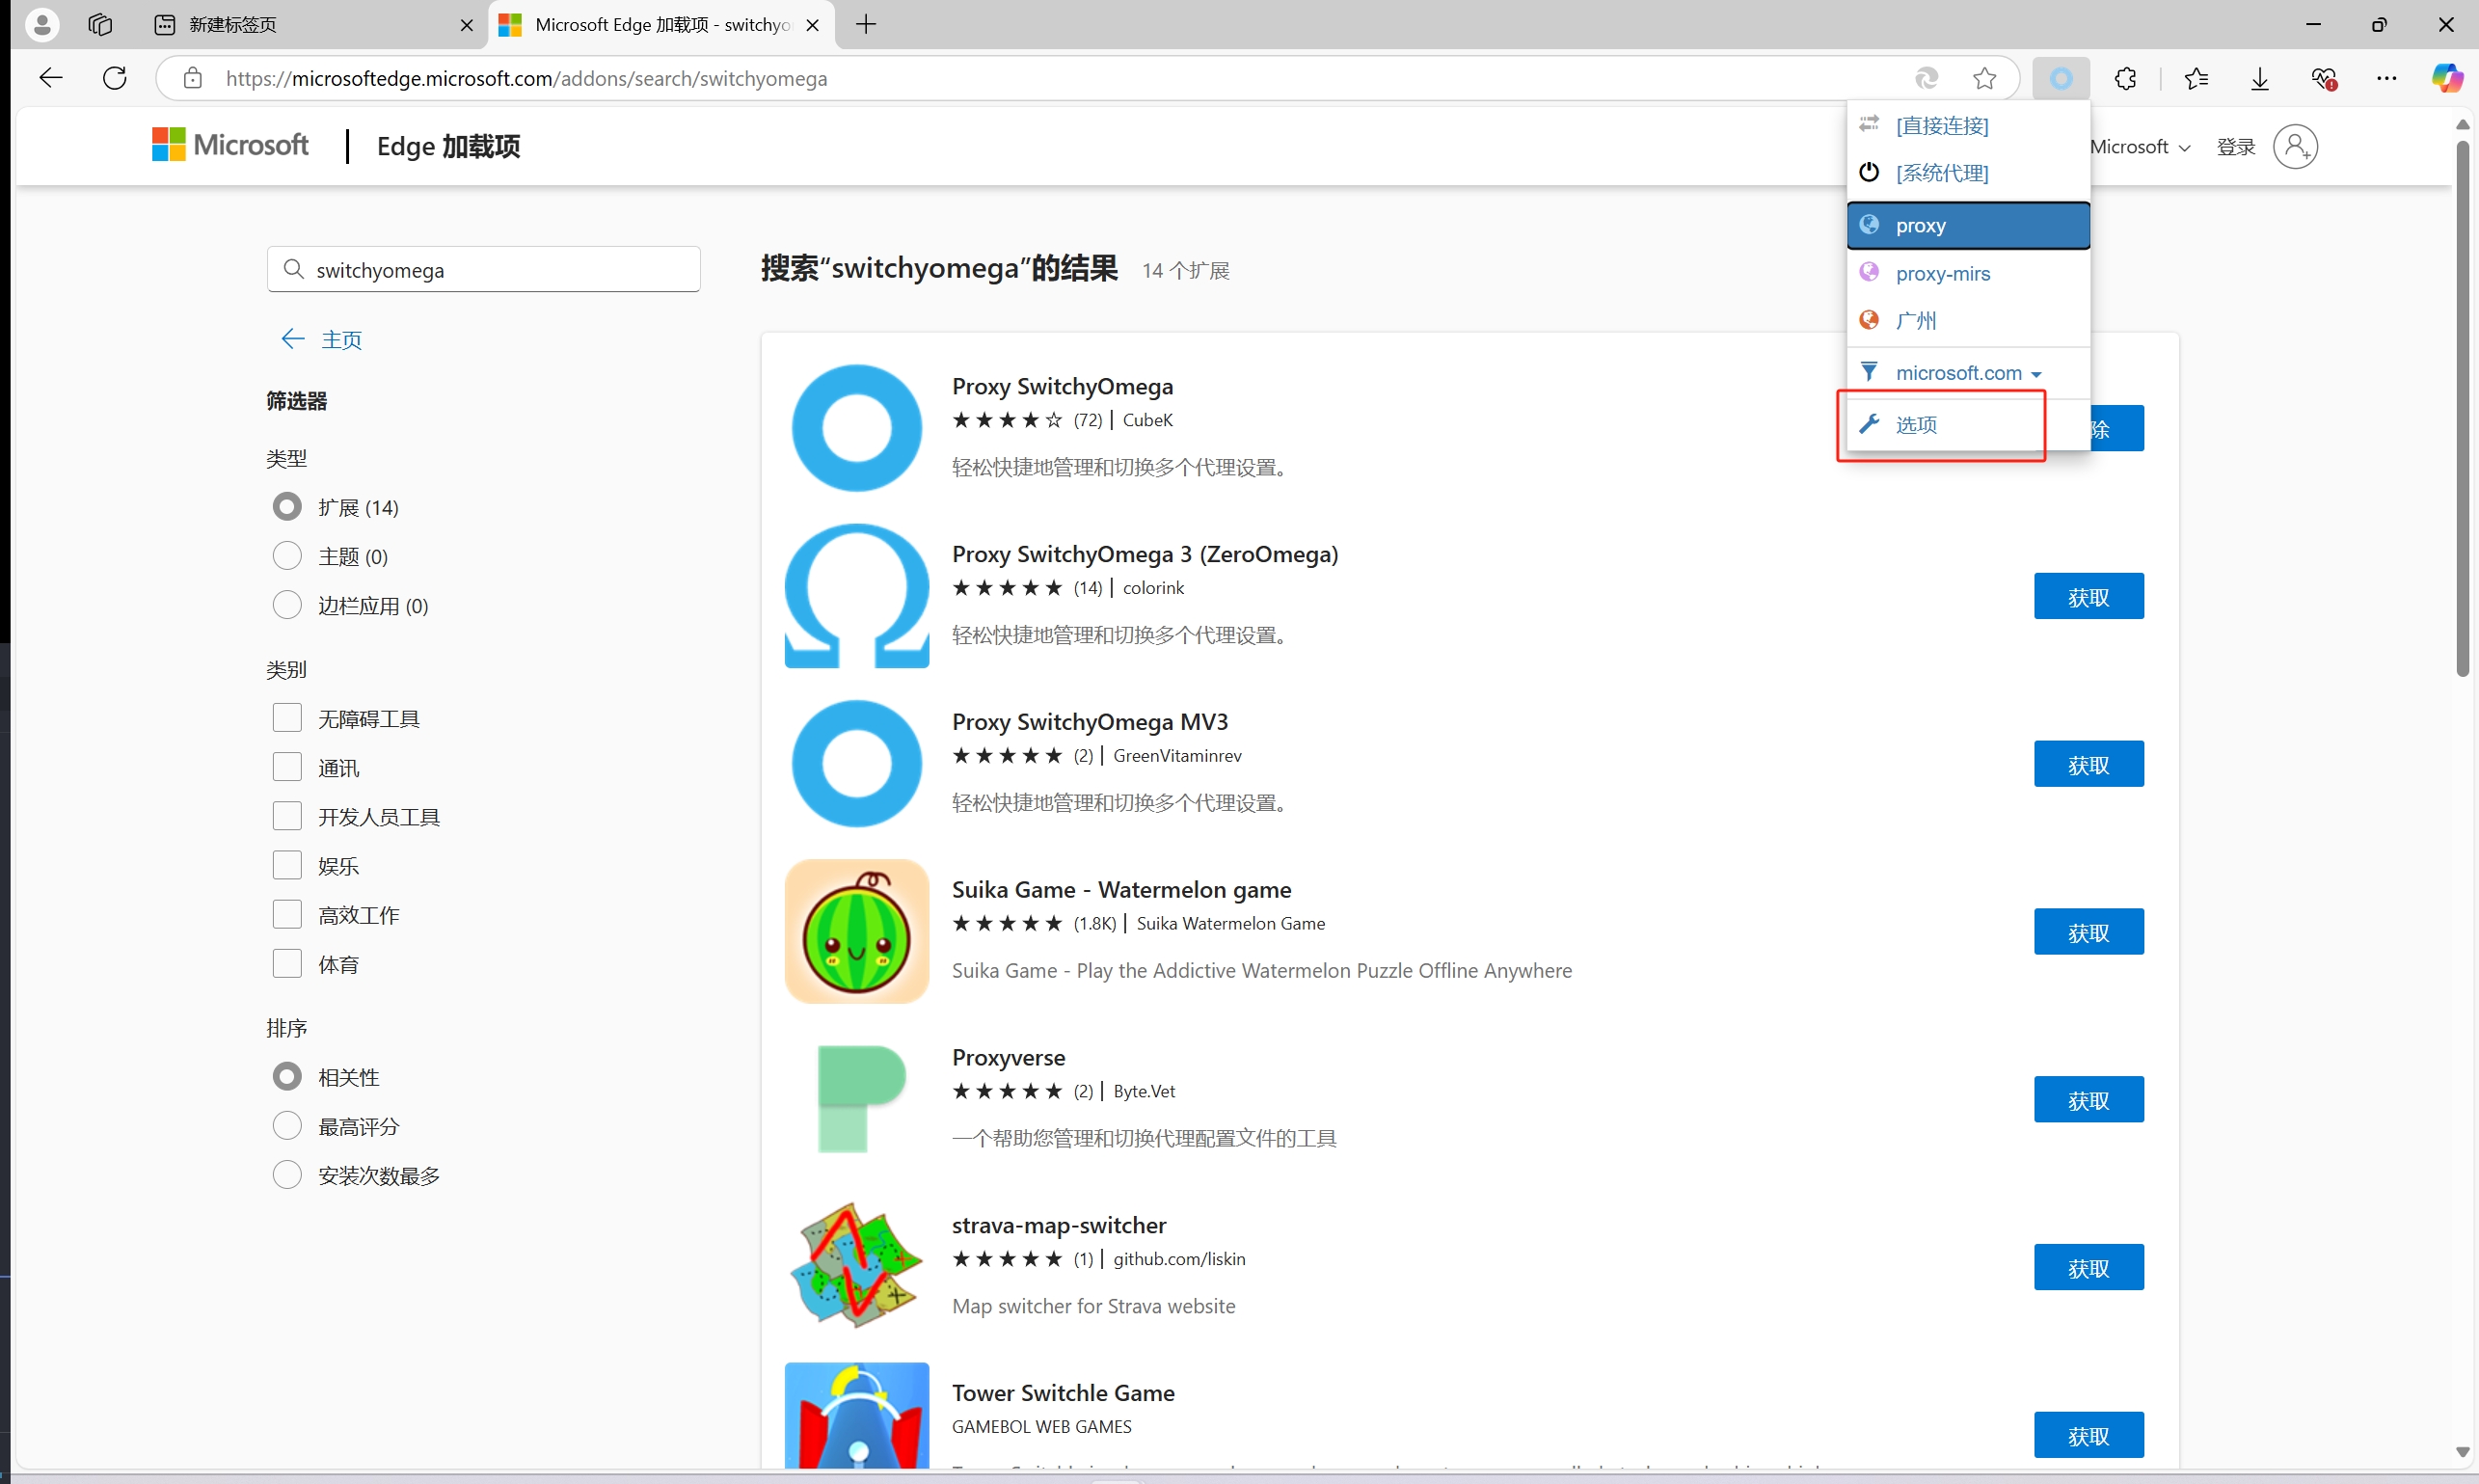 新建标签页
Microsoft Edge 加载项 - switchyo
https://microsoftedge.microsoft.com/addons/search/switchyomega
Microsoft
Edge 加载项
Microsoft
登录
[直接连接]
[系统代理]
proxy
proxy-mirs
广州
microsoft.com
选项
switchyomega
主页
筛选器
类型
扩展 (14)
主题 (0)
边栏应用 (0)
类别
无障碍工具
通讯
开发人员工具
娱乐
高效工作
体育
排序
相关性
最高评分
安装次数最多
搜索“switchyomega”的结果 14 个扩展
Proxy SwitchyOmega
(72) | CubeK
轻松快捷地管理和切换多个代理设置。
除
Proxy SwitchyOmega 3 (ZeroOmega)
(14) | colorink
轻松快捷地管理和切换多个代理设置。
获取
Proxy SwitchyOmega MV3
(2) | GreenVitaminrev
轻松快捷地管理和切换多个代理设置。
获取
Suika Game - Watermelon game
(1.8K) | Suika Watermelon Game
Suika Game - Play the Addictive Watermelon Puzzle Offline Anywhere
获取
Proxyverse
(2) | Byte.Vet
一个帮助您管理和切换代理配置文件的工具
获取
strava-map-switcher
(1) | github.com/liskin
Map switcher for Strava website
获取
Tower Switchle Game
GAMEBOL WEB GAMES
获取